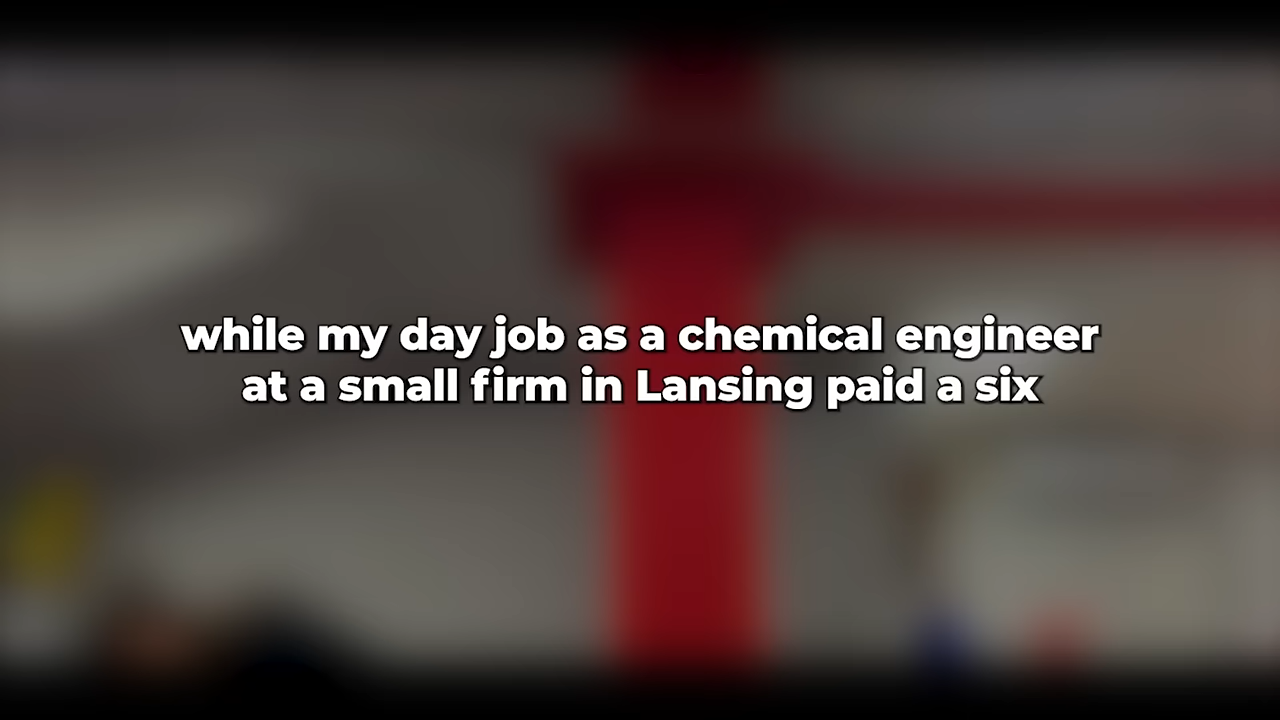 while my day job as a chemical engineer
at a small firm in Lansing paid a six